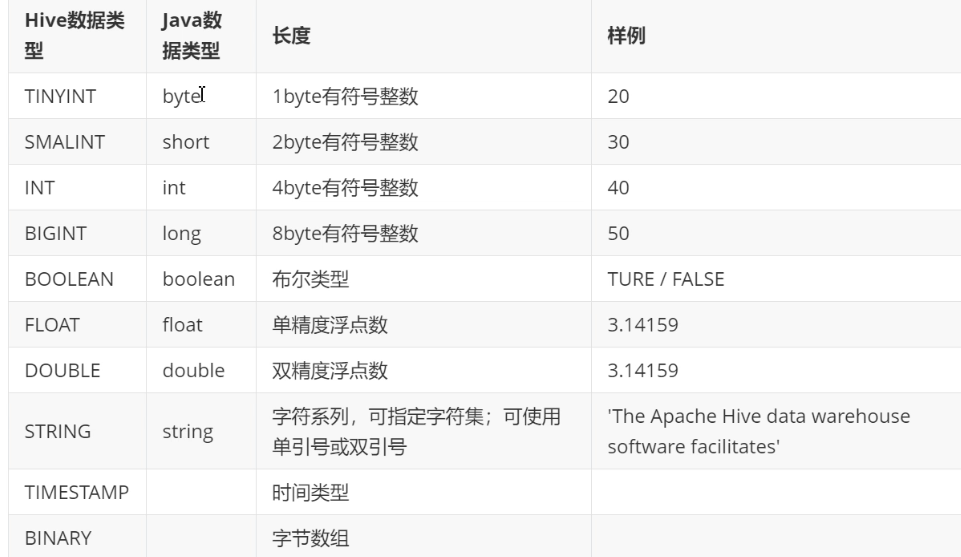 Hive数据类
型
Java数
据类型
长度
样例
TINYINT byte 1byte有符号整数 20
SMALINT short 2byte有符号整数 30
INT int 4byte有符号整数 40
BIGINT long 8byte有符号整数 50
BOOLEAN boolean 布尔类型 TURE / FALSE
FLOAT float 单精度浮点数 3.14159
DOUBLE double 双精度浮点数 3.14159
STRING string
字符系列，可指定字符集；可使用
单引号或双引号
'The Apache Hive data warehouse
software facilitates'
TIMESTAMP 时间类型
BINARY 字节数组